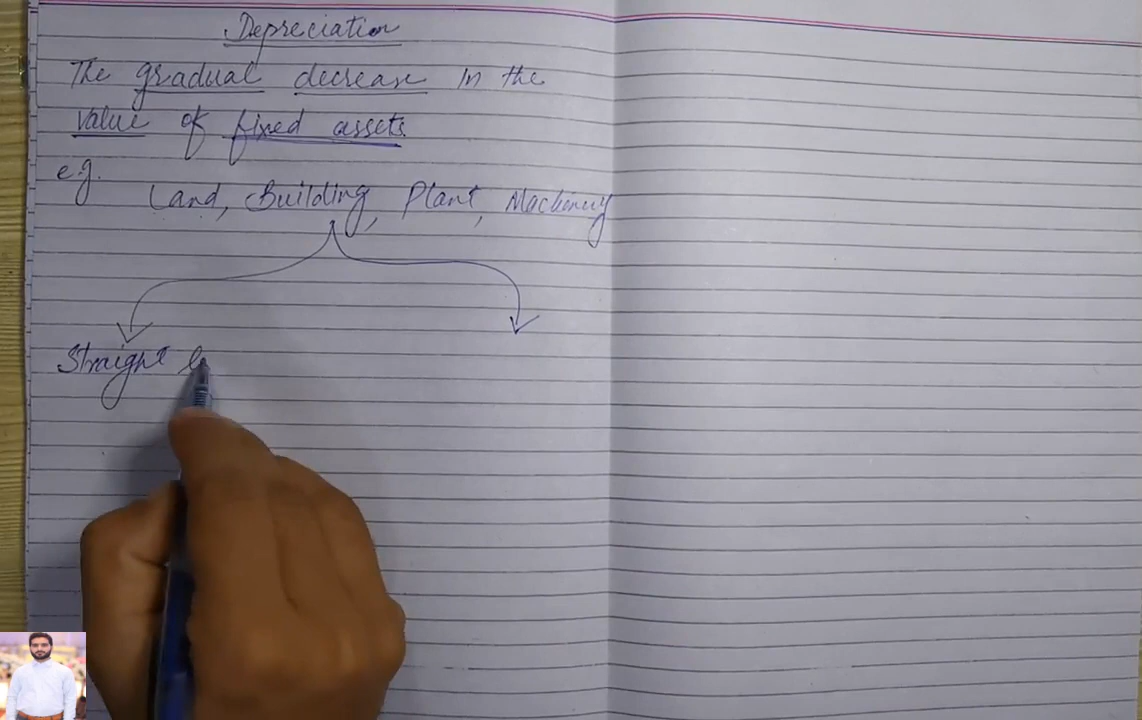 Depreciation
The gradual decrease in the
value of fixed assets.
e.g.
Land, Building, Plant, Machinery
Straight